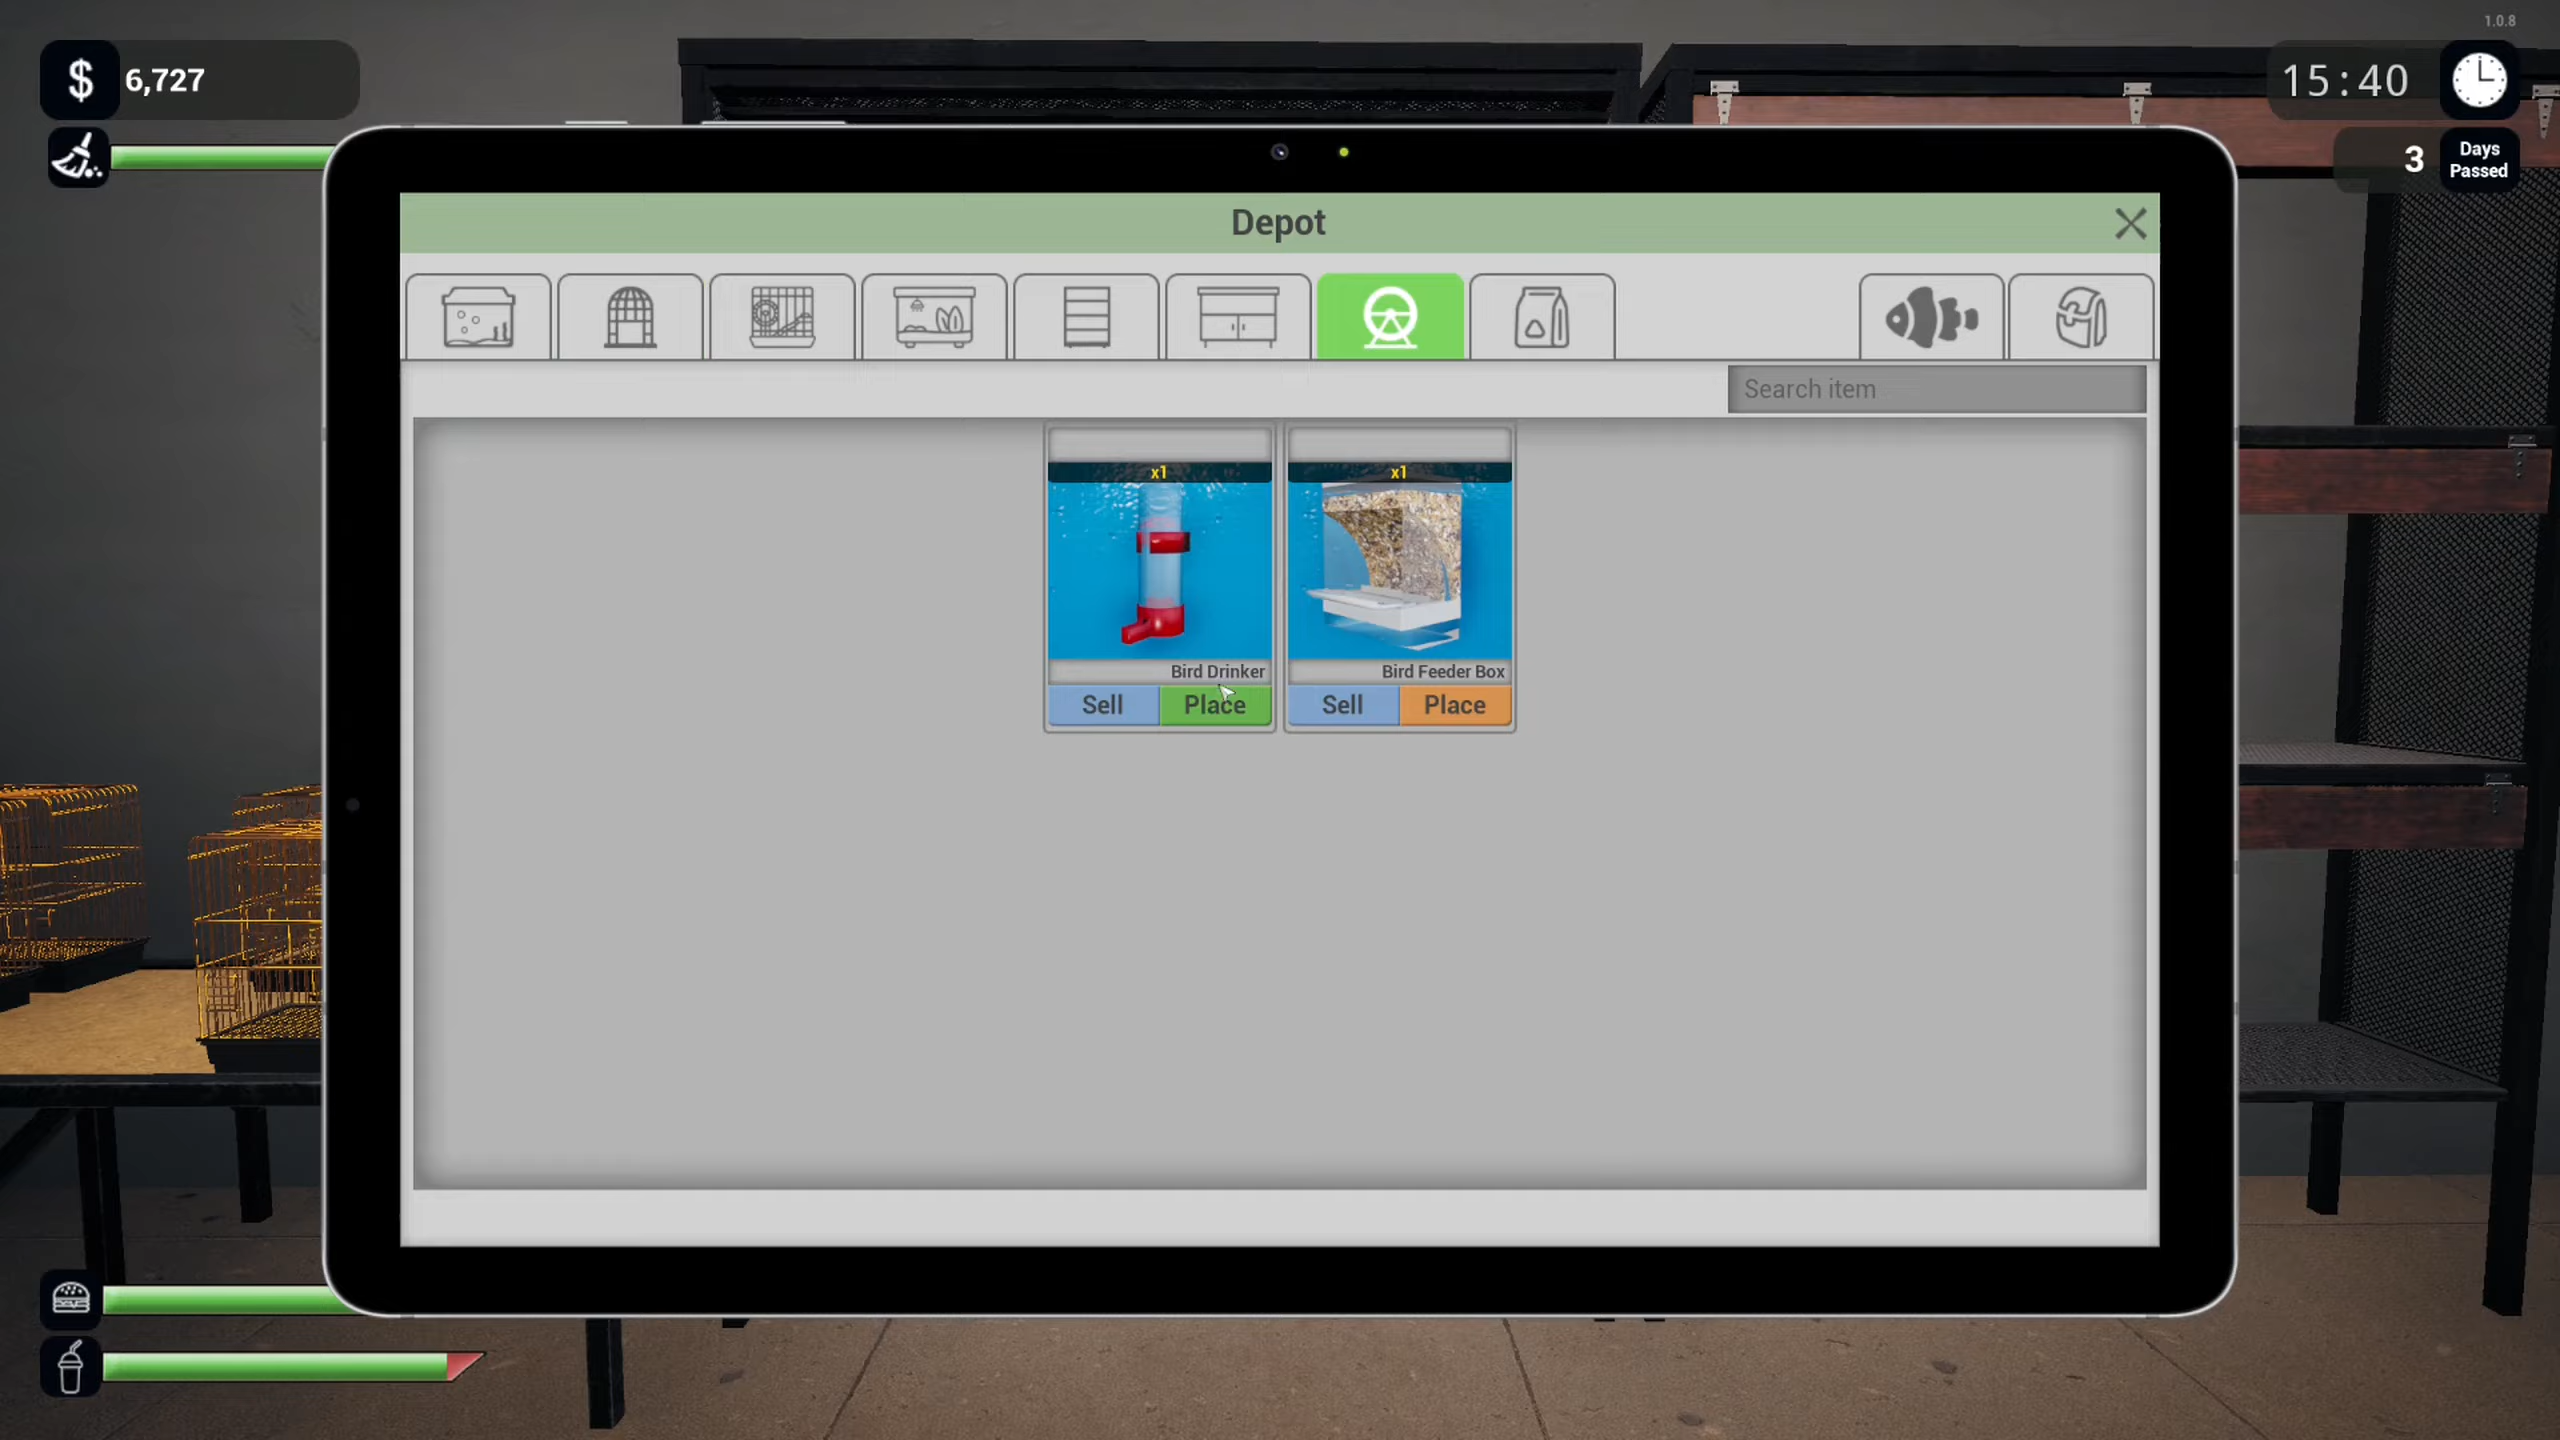 1.0.8
$ 6,727
15:40
3 Days Passed
Depot
Search item
x1 x1
Bird Drinker Bird Feeder Box
Sell Place Sell Place